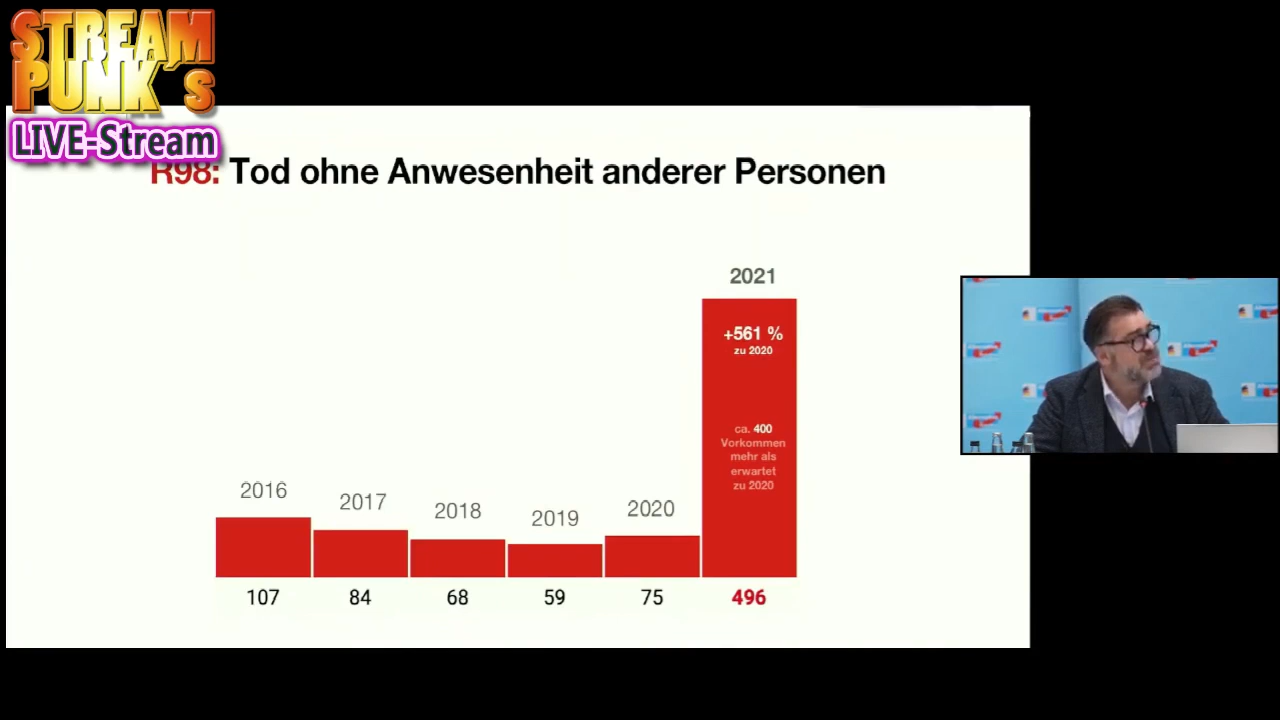 STREAM
PUNK´s
LIVE-Stream
R98: Tod ohne Anwesenheit anderer Personen
2021
+561 %
zu 2020
ca. 400
Vorkommen
mehr als
erwartet
zu 2020
2016
2017
2018
2019
2020
107
84
68
59
75
496